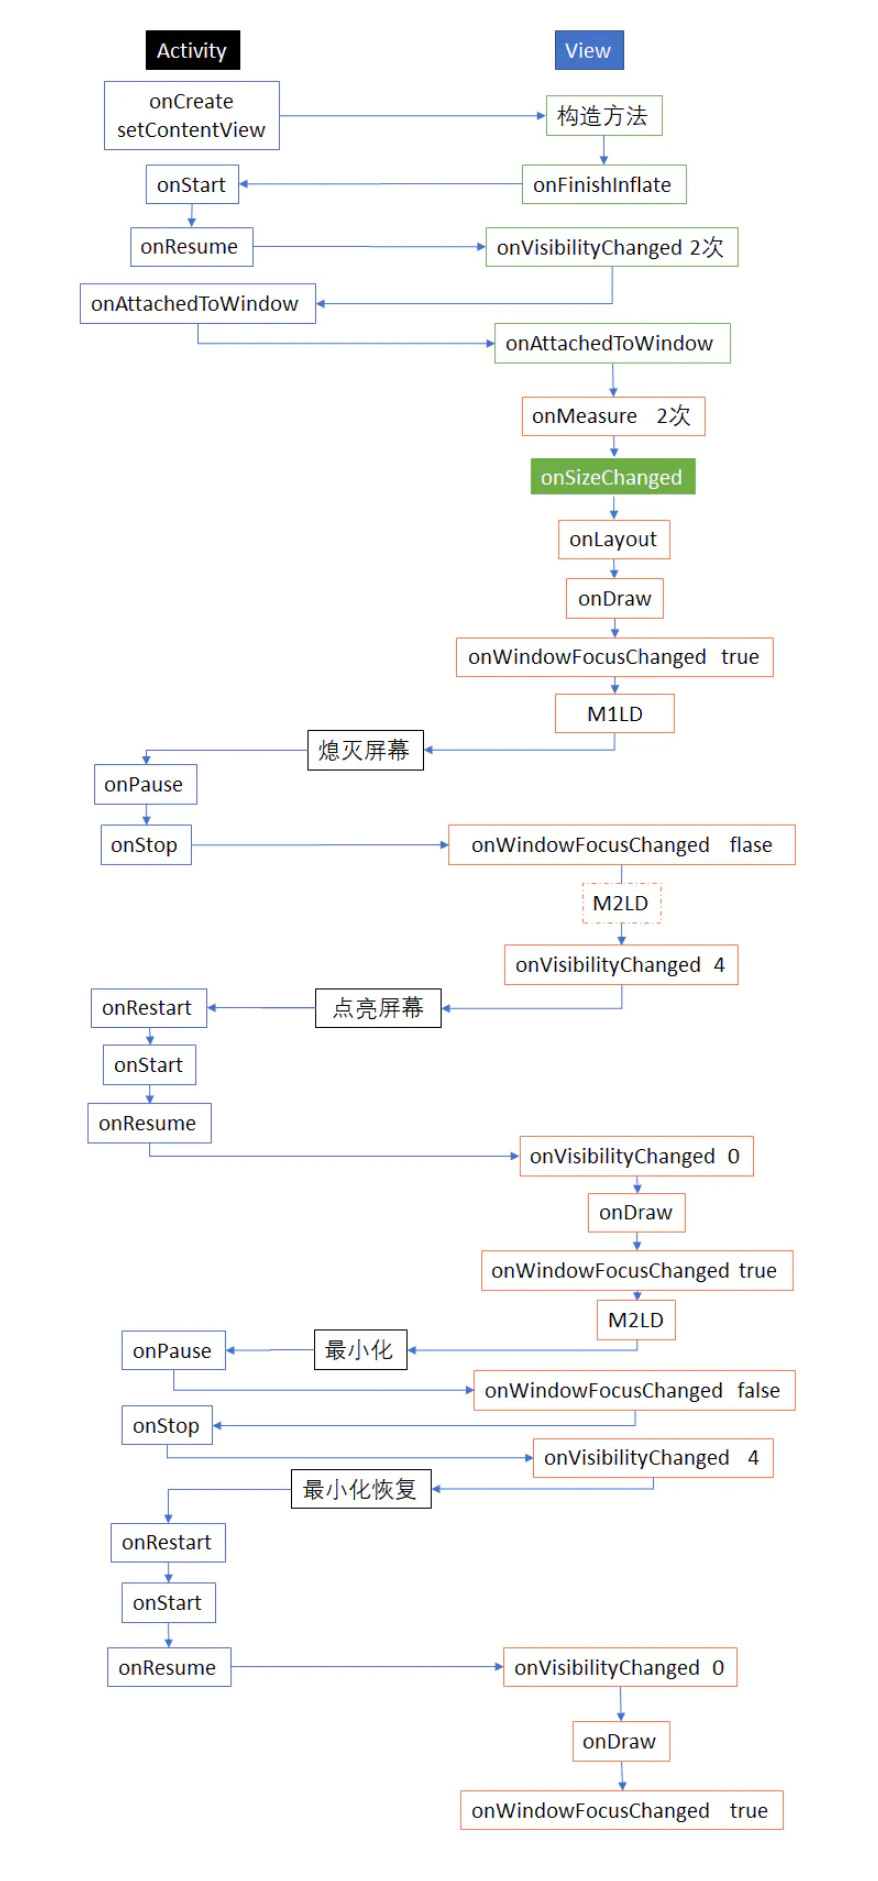 Activity
View
onCreate
setContentView
构造方法
onStart
onFinishInflate
onResume
onVisibilityChanged 2次
onAttachedToWindow
onAttachedToWindow
onMeasure 2次
onSizeChanged
onLayout
onDraw
onWindowFocusChanged true
M1LD
熄灭屏幕
onPause
onStop
onWindowFocusChanged flase
M2LD
onVisibilityChanged 4
onRestart
点亮屏幕
onStart
onResume
onVisibilityChanged 0
onDraw
onWindowFocusChanged true
M2LD
onPause
最小化
onWindowFocusChanged false
onStop
onVisibilityChanged 4
最小化恢复
onRestart
onStart
onResume
onVisibilityChanged 0
onDraw
onWindowFocusChanged true